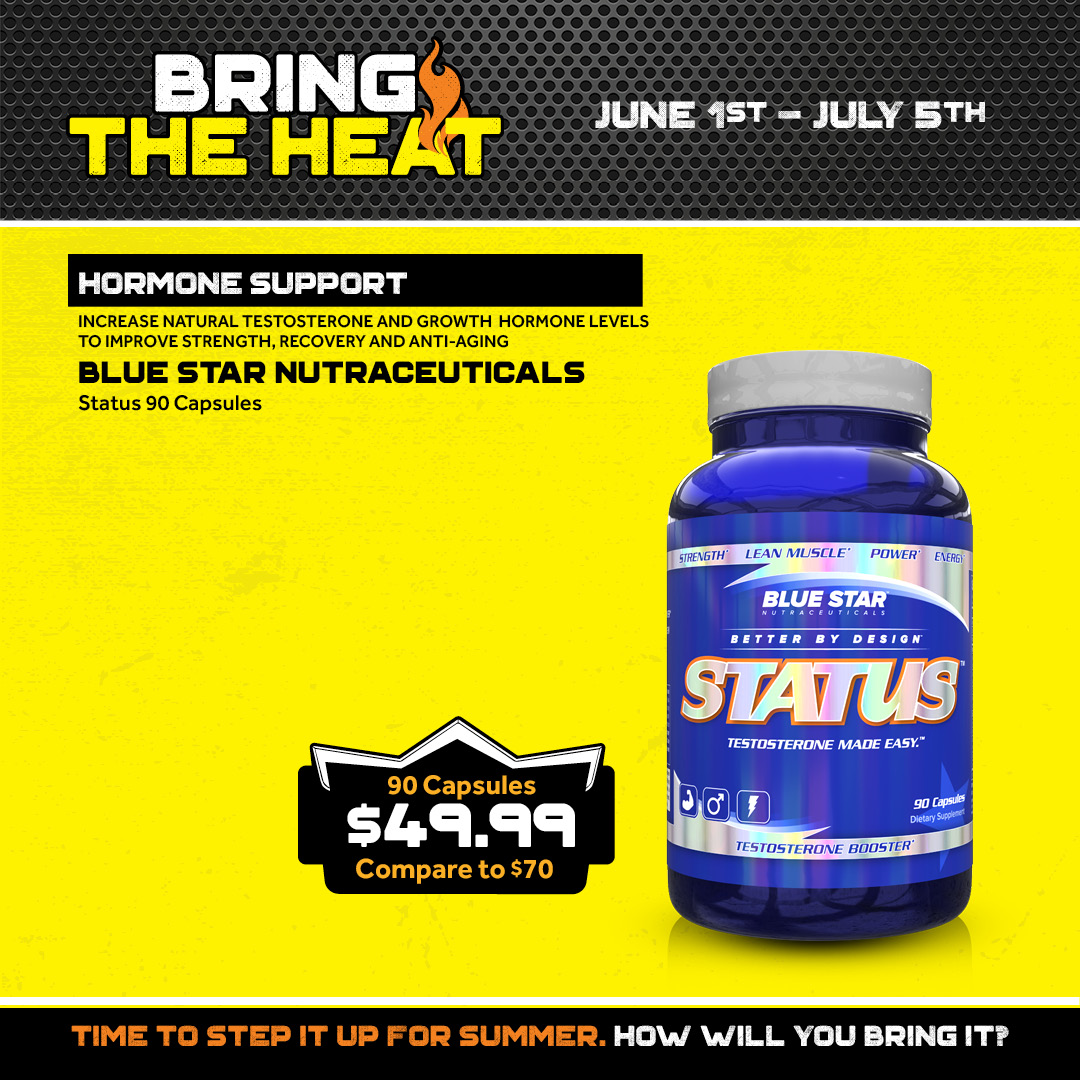 BRING
THE HEAT
JUNE 1ST – JULY 5TH
HORMONE SUPPORT
INCREASE NATURAL TESTOSTERONE AND GROWTH HORMONE LEVELS
TO IMPROVE STRENGTH, RECOVERY AND ANTI-AGING
BLUE STAR NUTRACEUTICALS
Status 90 Capsules
90 Capsules
$49.99
Compare to $70
STRENGTH* LEAN MUSCLE* POWER* ENERGY
BLUE STAR
NUTRACEUTICALS
BETTER BY DESIGN
STATUS™
TESTOSTERONE MADE EASY.™
90 Capsules
Dietary Supplement
TESTOSTERONE BOOSTER*
TIME TO STEP IT UP FOR SUMMER. HOW WILL YOU BRING IT?